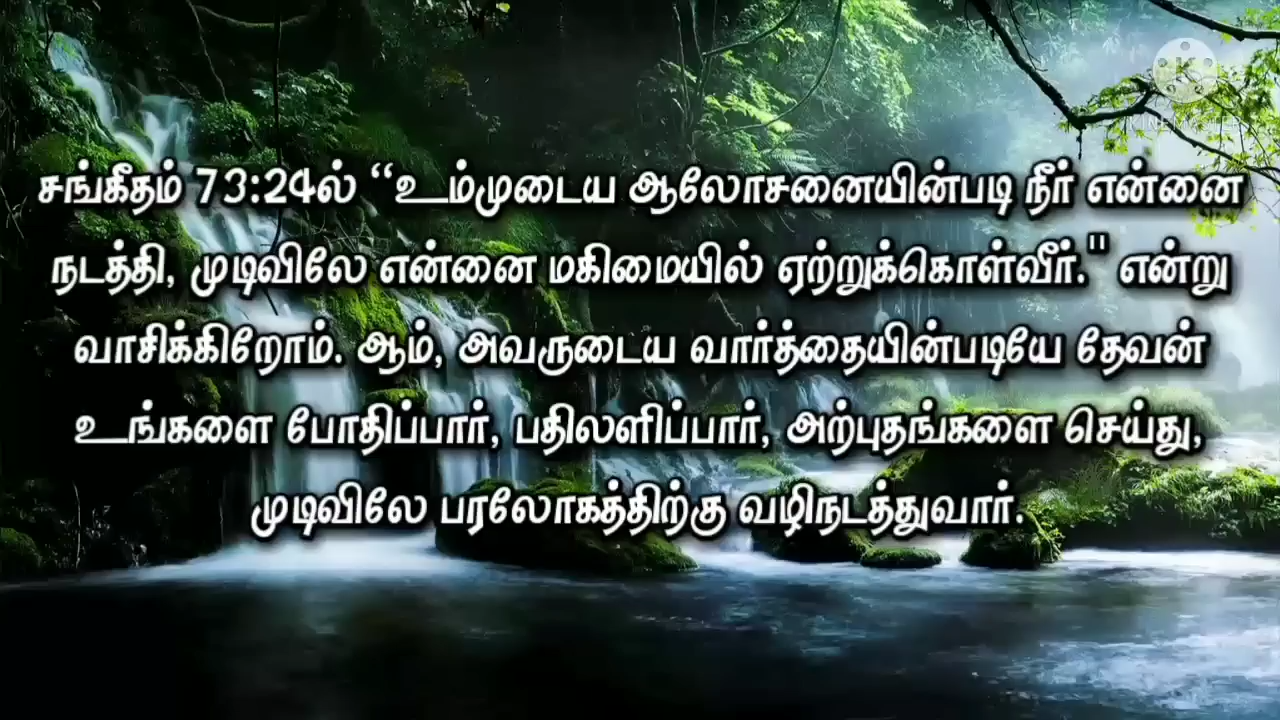 சங்கீதம் 73:24ல் “உம்முடைய ஆலோசனையின்படி நீர் என்னை
நடத்தி, முடிவிலே என்னை மகிமையில் ஏற்றுக்கொள்வீர்." என்று
வாசிக்கிறோம். ஆம், அவருடைய வார்த்தையின்படியே தேவன்
உங்களை போதிப்பார், பதிலளிப்பார், அற்புதங்களை செய்து,
முடிவிலே பரலோகத்திற்கு வழிநடத்துவார்.
KINEMASTER